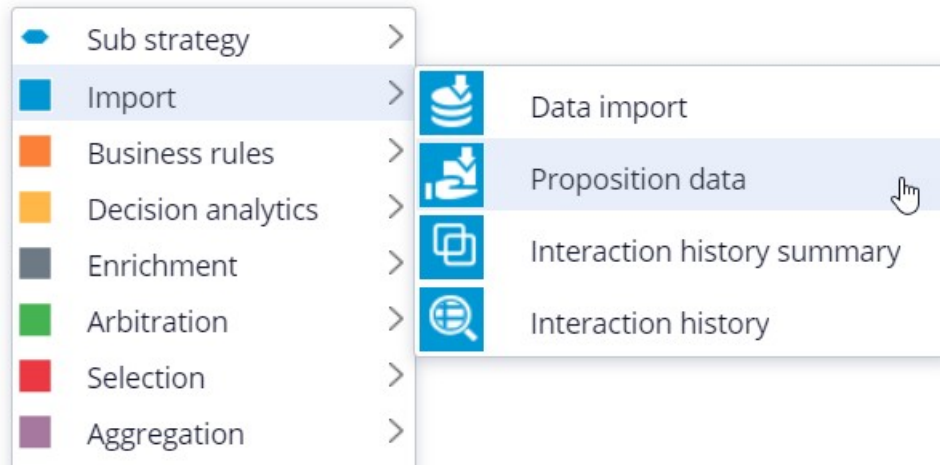 Sub strategy
Import
Business rules
Decision analytics
Enrichment
Arbitration
Selection
Aggregation
Data import
Proposition data
Interaction history summary
Interaction history